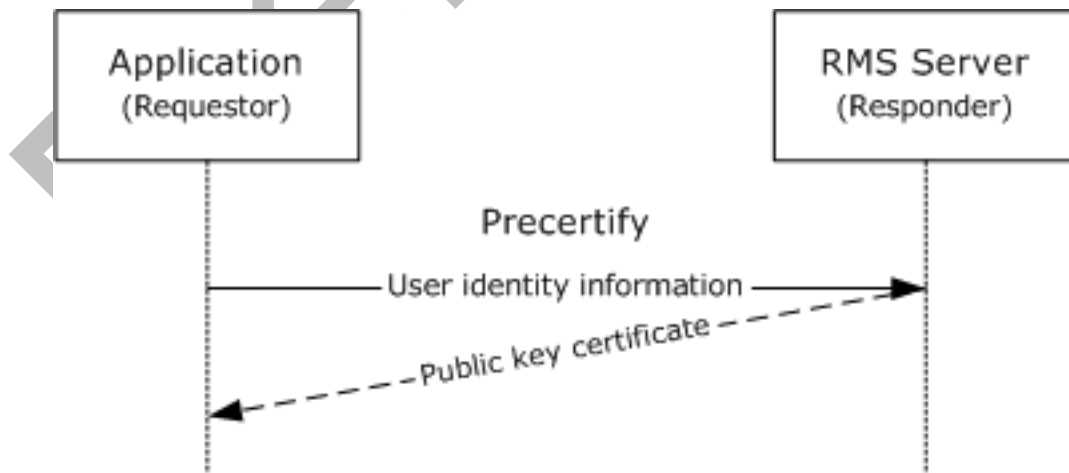 Application
(Requestor)
RMS Server
(Responder)
Precertify
User identity information
Public key certificate